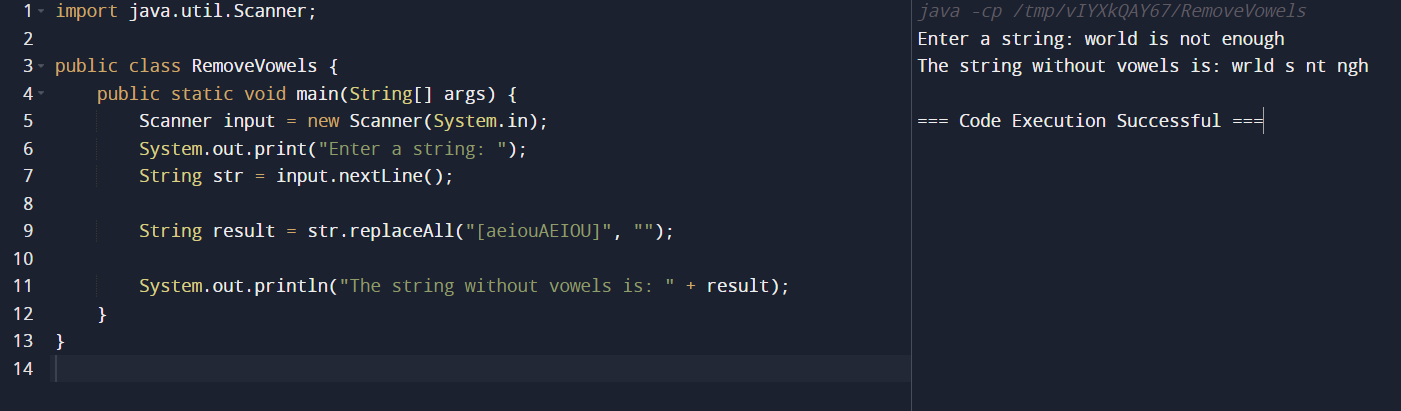 1 import java.util.Scanner;
2
3 public class RemoveVowels {
4     public static void main(String[] args) {
5         Scanner input = new Scanner(System.in);
6         System.out.print("Enter a string: ");
7         String str = input.nextLine();
8
9         String result = str.replaceAll("[aeiouAEIOU]", "");
10
11         System.out.println("The string without vowels is: " + result);
12     }
13 }
14
java -cp /tmp/vIYXkQAY67/RemoveVowels
Enter a string: world is not enough
The string without vowels is: wrld s nt ngh
=== Code Execution Successful ===